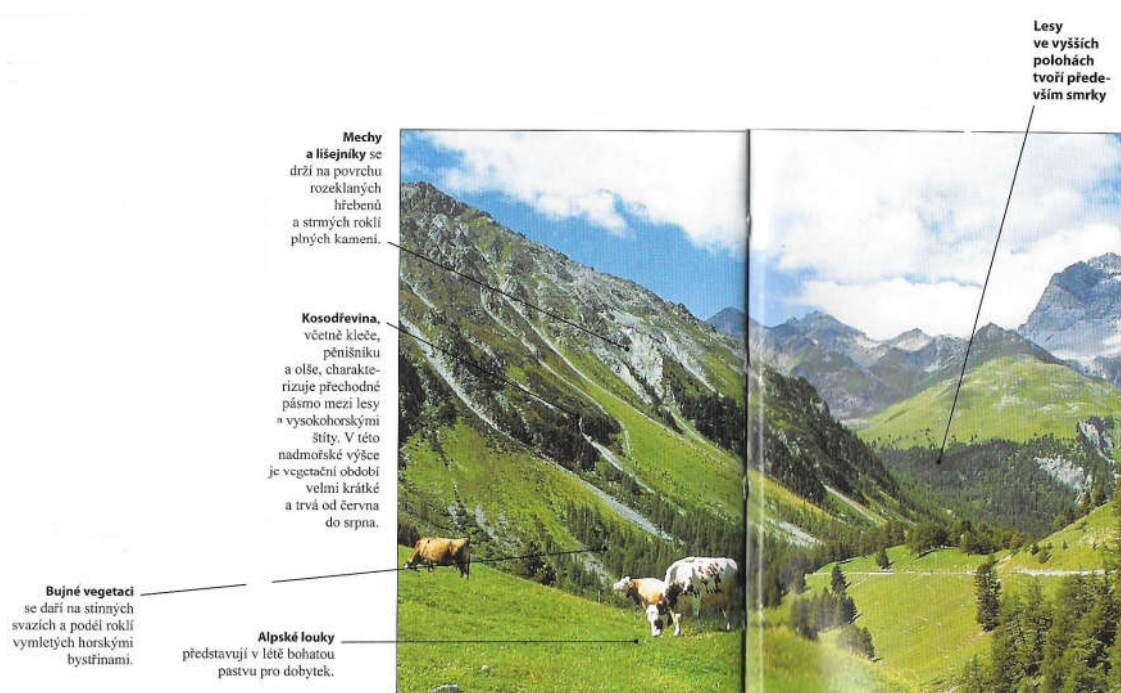 Lesy
ve vyšších
polohách
tvoří přede-
vším smrky
Mechy
a lišejníky se
drží na povrchu
rozeklaných
hřebenů
a strmých roklí
plných kamení.
Kosodřevina,
včetně kleče,
pěnišníku
a olše, charakte-
rizuje přechodné
pásmo mezi lesy
a vysokohorskými
štíty. V této
nadmořské výšce
je vegetační období
velmi krátké
a trvá od června
do srpna.
Bujné vegetaci
se daří na stinných
svazích a podél roklí
vymletých horskými
bystřinami.
Alpské louky
představují v létě bohatou
pastvu pro dobytek.